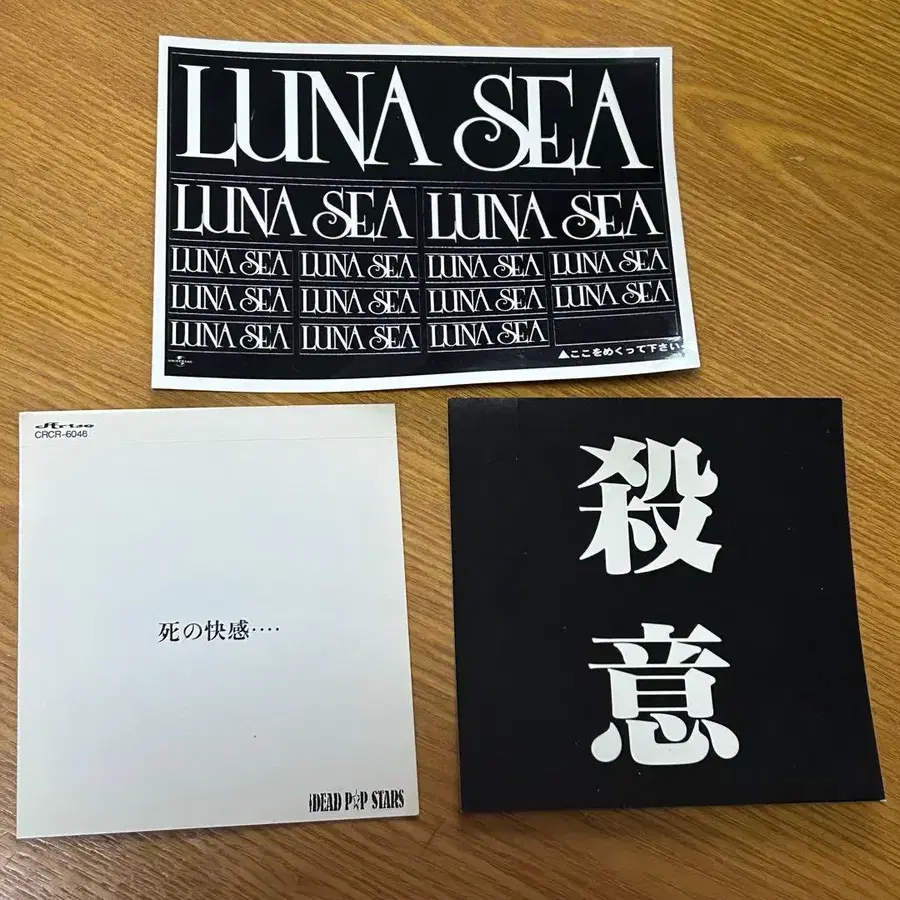 LUNA SEA
LUNA SEA LUNA SEA
LUNA SEA LUNA SEA LUNA SEA LUNA SEA
LUNA SEA LUNA SEA LUNA SEA LUNA SEA
LUNA SEA LUNA SEA LUNA SEA
UNIVERSAL
▲ここをめくって下さい
CRCR-6046
死の快感‥‥
DEAD P☆P STARS
殺
意